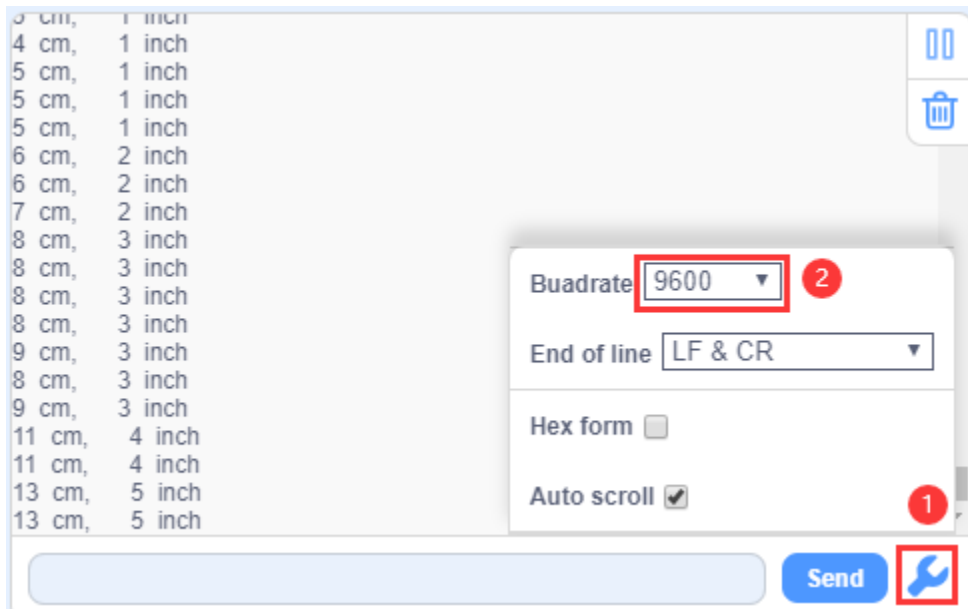 3 cm, 1 inch
4 cm, 1 inch
5 cm, 1 inch
5 cm, 1 inch
5 cm, 1 inch
6 cm, 2 inch
6 cm, 2 inch
7 cm, 2 inch
8 cm, 3 inch
8 cm, 3 inch
8 cm, 3 inch
8 cm, 3 inch
9 cm, 3 inch
8 cm, 3 inch
9 cm, 3 inch
11 cm, 4 inch
11 cm, 4 inch
13 cm, 5 inch
13 cm, 5 inch
Buadrate 9600 2
End of line LF & CR
Hex form
Auto scroll
1
Send